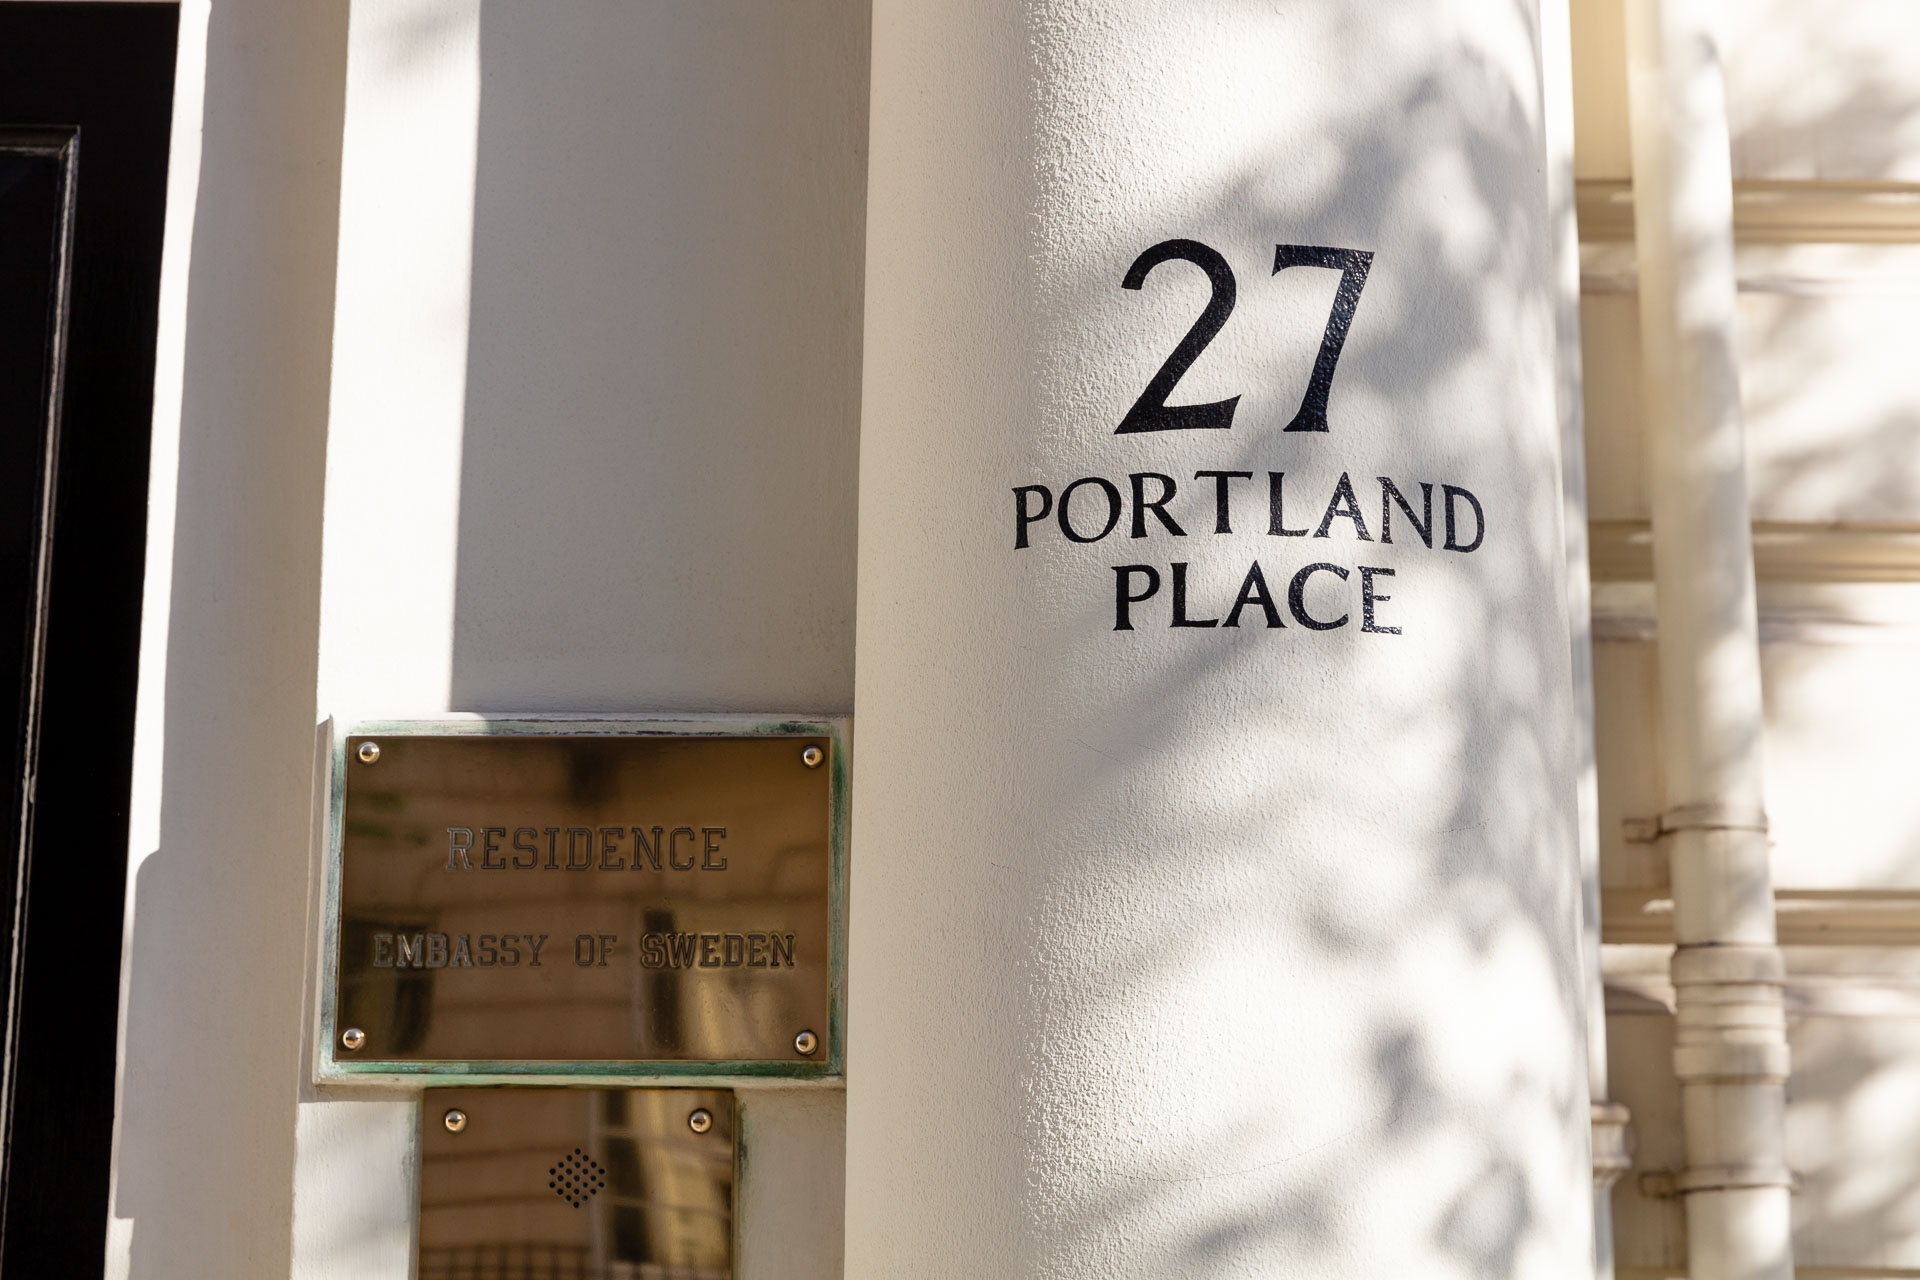 27
PORTLAND
PLACE
RESIDENCE
EMBASSY OF SWEDEN